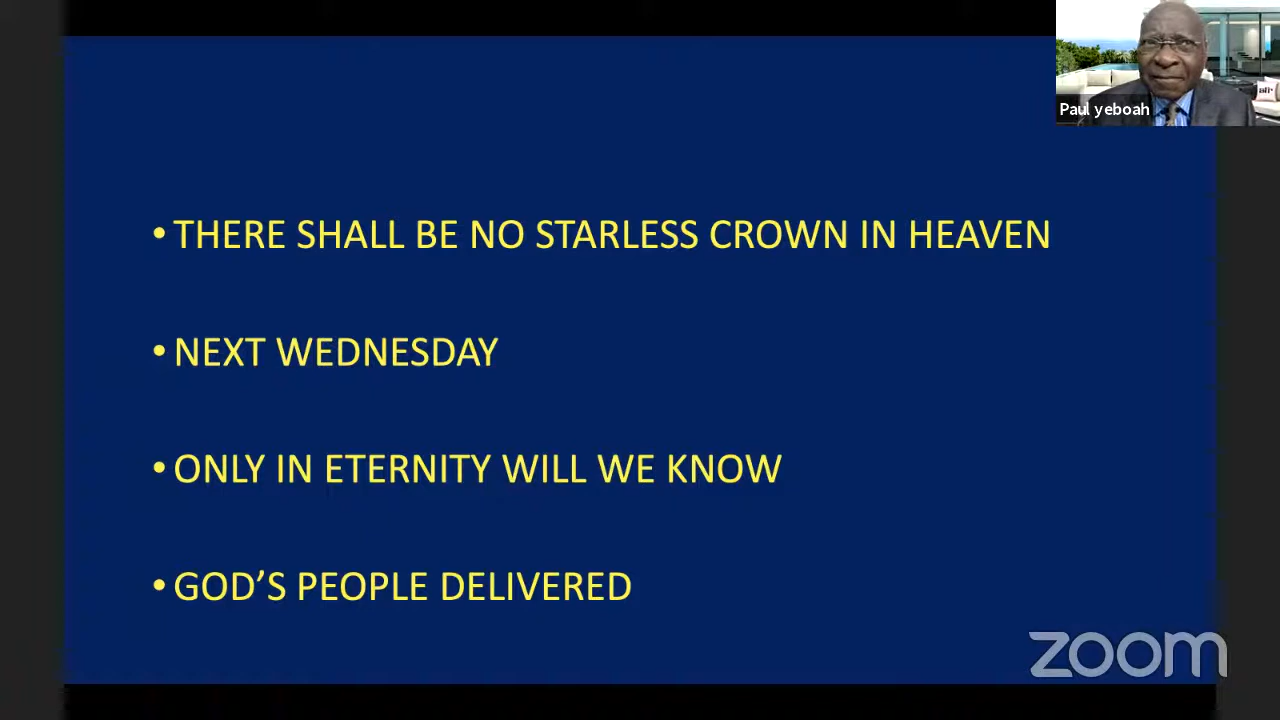 Paul yeboah
• THERE SHALL BE NO STARLESS CROWN IN HEAVEN
• NEXT WEDNESDAY
• ONLY IN ETERNITY WILL WE KNOW
• GOD’S PEOPLE DELIVERED
zoom